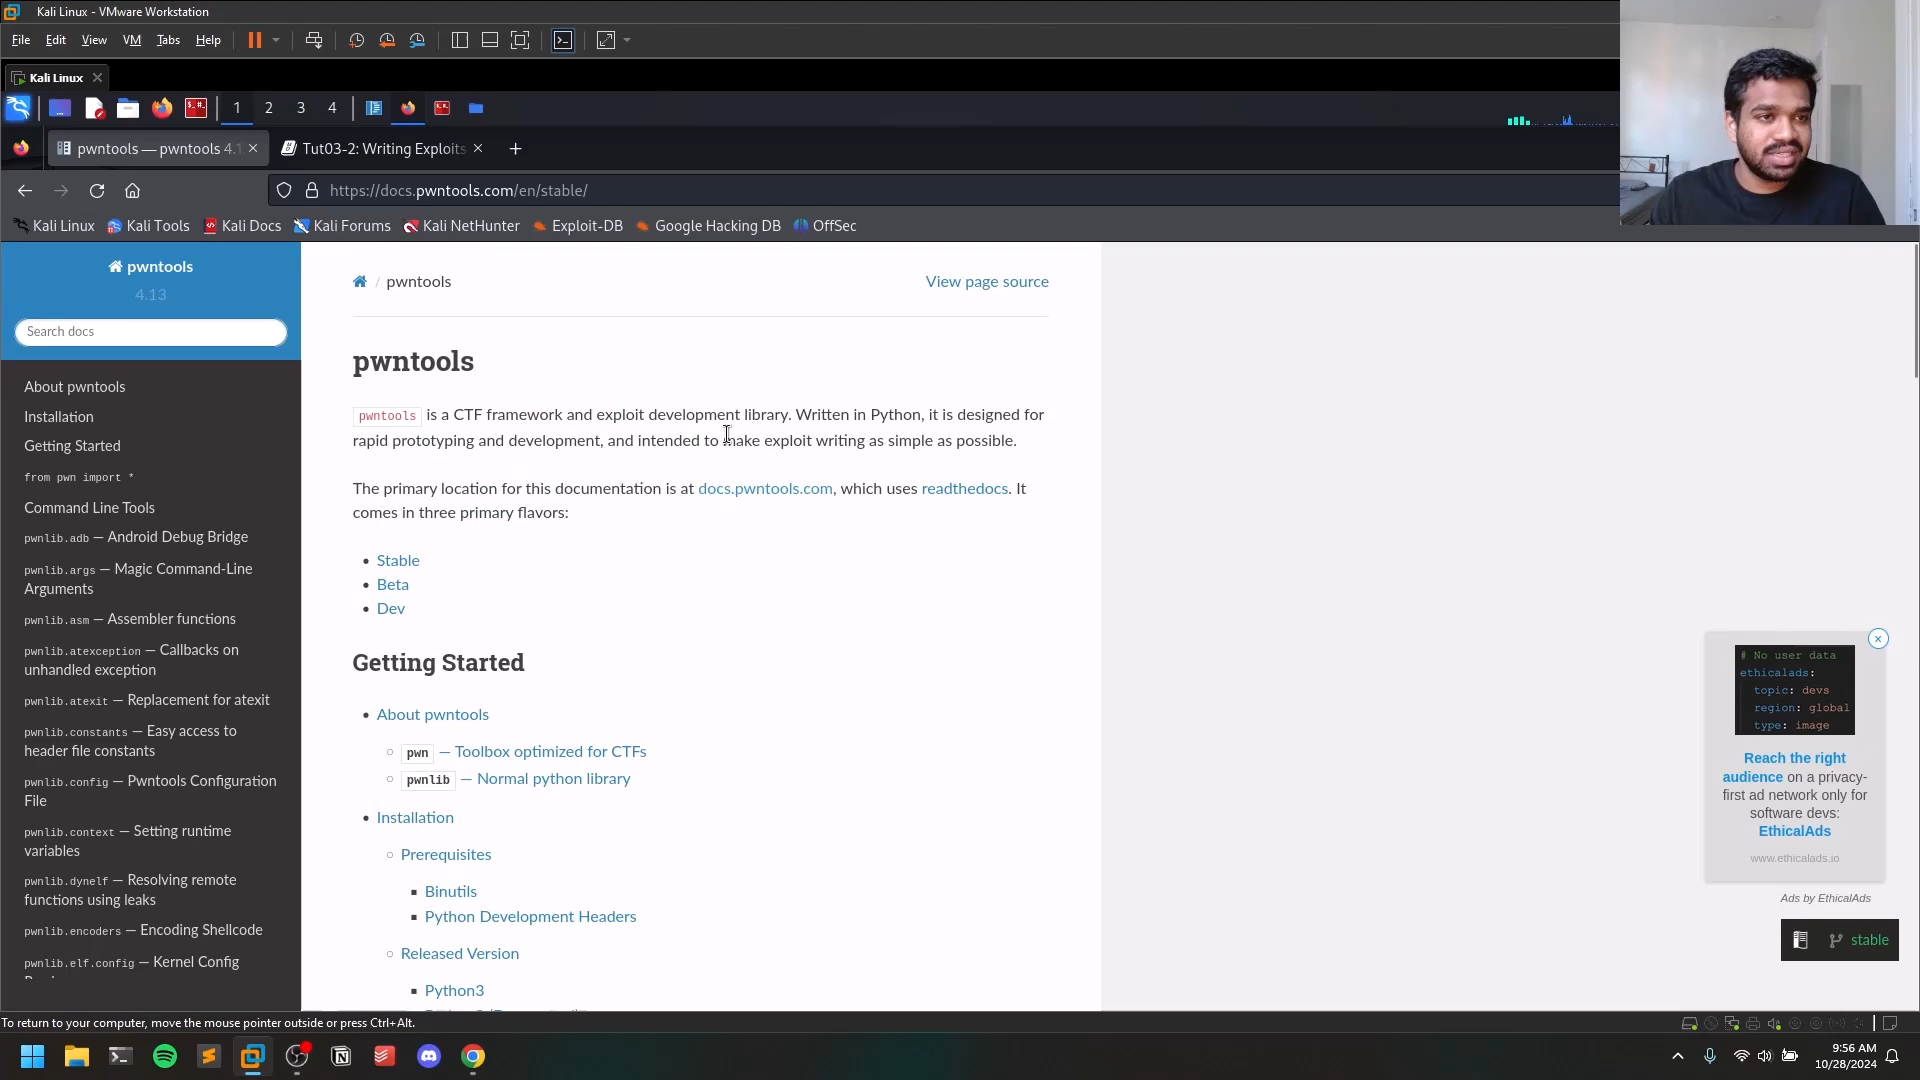 Kali Linux - VMware Workstation
File Edit View VM Tabs Help
Kali Linux
1 2 3 4
pwntools — pwntools 4.1
Tut03-2: Writing Exploits
https://docs.pwntools.com/en/stable/
Kali Linux Kali Tools Kali Docs Kali Forums Kali NetHunter Exploit-DB Google Hacking DB OffSec
pwntools
4.13
Search docs
About pwntools
Installation
Getting Started
from pwn import *
Command Line Tools
pwnlib.adb — Android Debug Bridge
pwnlib.args — Magic Command-Line
Arguments
pwnlib.asm — Assembler functions
pwnlib.atexception — Callbacks on
unhandled exception
pwnlib.atexit — Replacement for atexit
pwnlib.constants — Easy access to
header file constants
pwnlib.config — Pwntools Configuration
File
pwnlib.context — Setting runtime
variables
pwnlib.dynelf — Resolving remote
functions using leaks
pwnlib.encoders — Encoding Shellcode
pwnlib.elf.config — Kernel Config
/ pwntools
View page source
pwntools
pwntools is a CTF framework and exploit development library. Written in Python, it is designed for
rapid prototyping and development, and intended to make exploit writing as simple as possible.
The primary location for this documentation is at docs.pwntools.com, which uses readthedocs. It
comes in three primary flavors:
Stable
Beta
Dev
Getting Started
About pwntools
pwn — Toolbox optimized for CTFs
pwnlib — Normal python library
Installation
Prerequisites
Binutils
Python Development Headers
Released Version
Python3
# No user data
ethicalads:
topic: devs
region: global
type: image
Reach the right
audience on a privacy-
first ad network only for
software devs:
EthicalAds
www.ethicalads.io
Ads by EthicalAds
stable
To return to your computer, move the mouse pointer outside or press Ctrl+Alt.
9:56 AM
10/28/2024